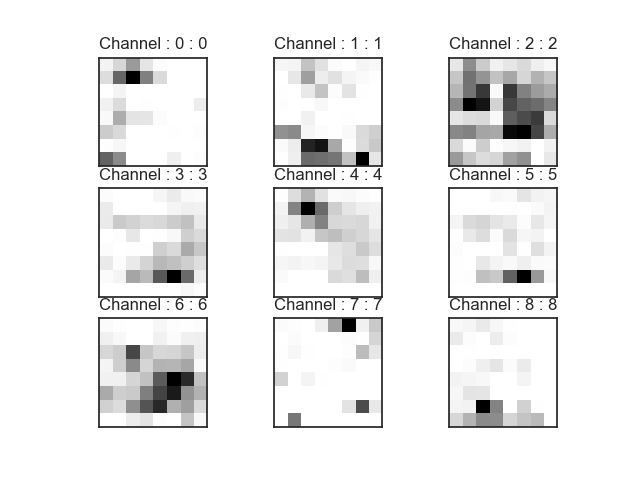 Channel : 0 : 0
Channel : 1 : 1
Channel : 2 : 2
Channel : 3 : 3
Channel : 4 : 4
Channel : 5 : 5
Channel : 6 : 6
Channel : 7 : 7
Channel : 8 : 8